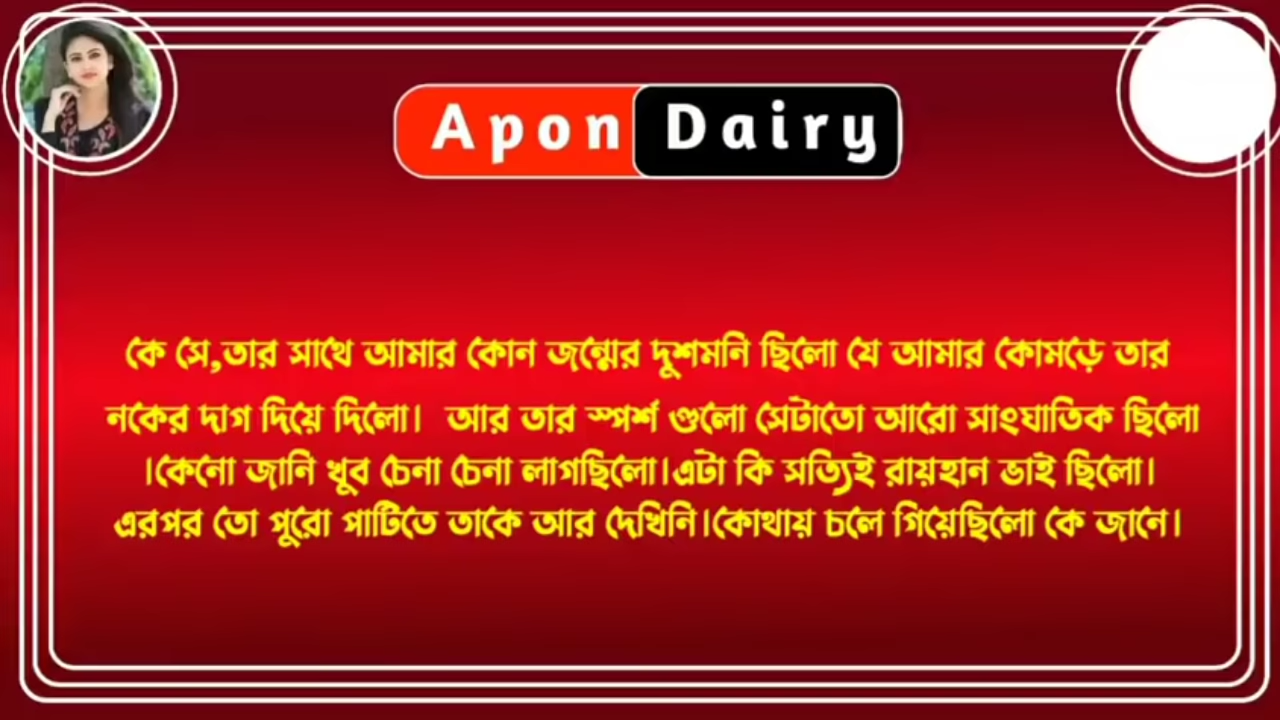 Apon Dairy
কে সে,তার সাথে আমার কোন জন্মের দুশমনি ছিলো যে আমার কোমড়ে তার
নকের দাগ দিয়ে দিলো। আর তার স্পর্শ গুলো সেটাতো আরো সাংঘাতিক ছিলো
।কেনো জানি খুব চেনা চেনা লাগছিলো।এটা কি সত্যিই রায়হান ভাই ছিলো।
এরপর তো পুরো পার্টিতে তাকে আর দেখিনি।কোথায় চলে গিয়েছিলো কে জানে।